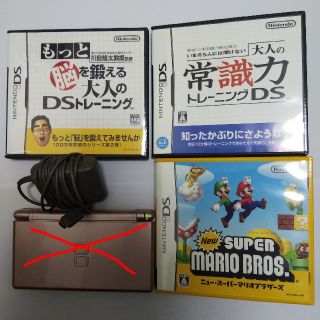 Nintendo
NINTENDO DS
もっと
脳を鍛える
大人の
DSトレーニング
もっと「脳」を鍛えてみませんか
Nintendo
NINTENDO DS
大人の
常識力
トレーニングDS
知ったかぶりにさようなら
Nintendo
NINTENDO DS
New
SUPER
MARIO BROS.
ニュー・スーパーマリオブラザーズ